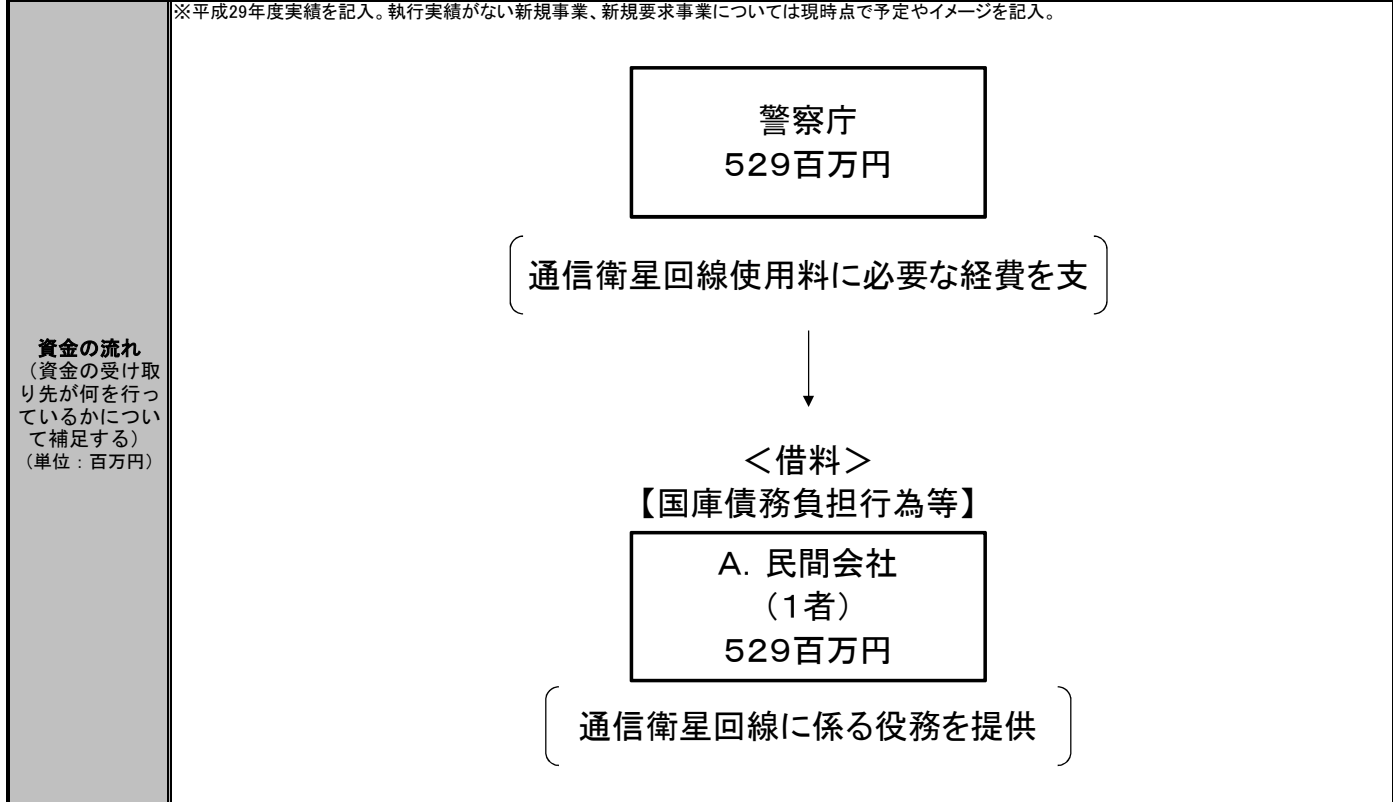 ※平成29年度実績を記入。執行実績がない新規事業、新規要求事業については現時点で予定やイメージを記入。
資金の流れ
（資金の受け取
り先が何を行っ
ているかについ
て補足する）
（単位：百万円）
警察庁
５２９百万円
通信衛星回線使用料に必要な経費を支
＜借料＞
【国庫債務負担行為等】
Ａ．民間会社
（１者）
５２９百万円
通信衛星回線に係る役務を提供